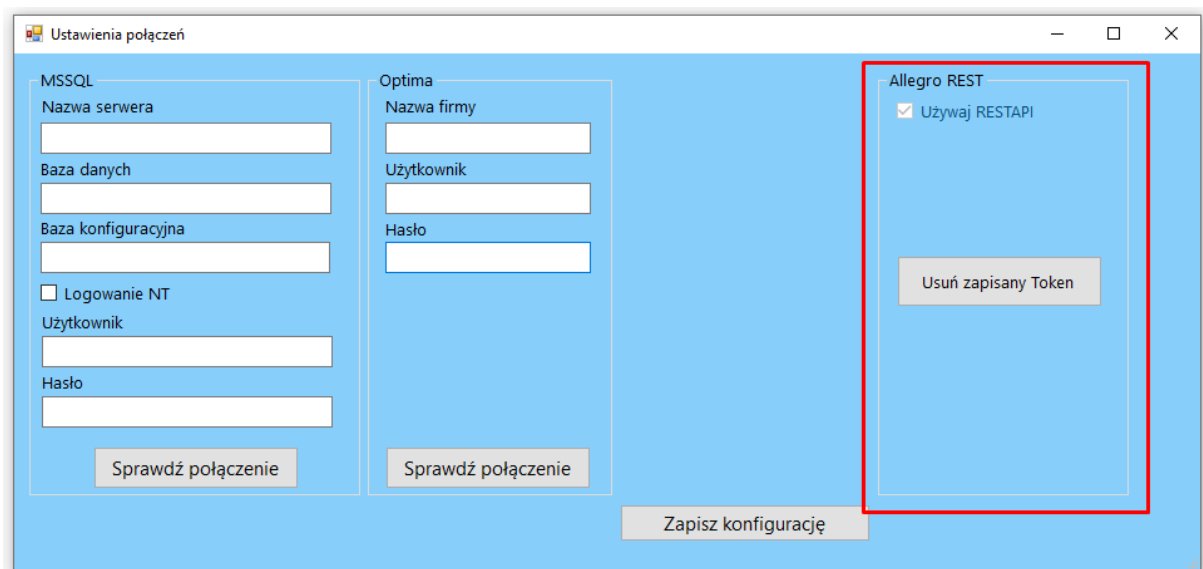 Ustawienia połączeń
MSSQL
Nazwa serwera
Baza danych
Baza konfiguracyjna
Logowanie NT
Użytkownik
Hasło
Sprawdź połączenie
Optima
Nazwa firmy
Użytkownik
Hasło
Sprawdź połączenie
Allegro REST
Używaj RESTAPI
Usuń zapisany Token
Zapisz konfigurację